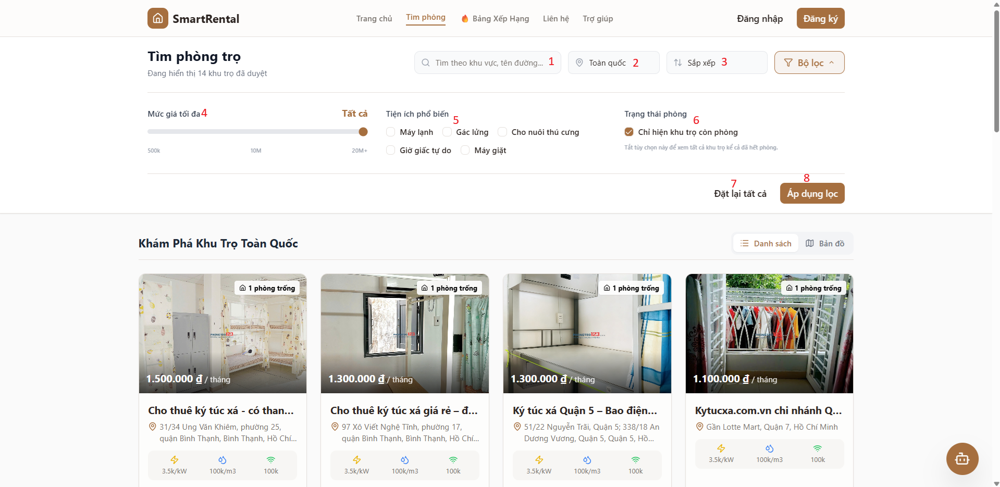 SmartRental
Trang chủ
Tìm phòng
Bảng Xếp Hạng
Liên hệ
Trợ giúp
Đăng nhập
Đăng ký
Tìm phòng trọ
Đang hiển thị 14 khu trọ đã duyệt
Tìm theo khu vực, tên đường... 1
Toàn quốc 2
Sắp xếp 3
Bộ lọc
Mức giá tối đa 4
Tất cả
500k
10M
20M+
Tiện ích phổ biến
5
Máy lạnh
Gác lửng
Cho nuôi thú cưng
Giờ giấc tự do
Máy giặt
Trạng thái phòng
6
Chỉ hiện khu trọ còn phòng
Tắt tùy chọn này để xem tất cả khu trọ kể cả đã hết phòng.
7
Đặt lại tất cả
8
Áp dụng lọc
Khám Phá Khu Trọ Toàn Quốc
Danh sách
Bản đồ
1 phòng trống
PHONGTRO123
1.500.000 ₫ / tháng
Cho thuê ký túc xá - có than...
31/34 Ung Văn Khiêm, phường 25,
quận Bình Thạnh, Bình Thạnh, Hồ Chí...
3.5k/kW
100k/m3
100k
1 phòng trống
PHONGTRO123
1.300.000 ₫ / tháng
Cho thuê ký túc xá giá rẻ – đ...
97 Xô Viết Nghệ Tĩnh, phường 17,
quận Bình Thạnh, Bình Thạnh, Hồ Chí...
3.5k/kW
100k/m3
100k
1 phòng trống
PHONGTRO123
1.300.000 ₫ / tháng
Ký túc xá Quận 5 – Bao điện...
51/22 Nguyễn Trãi, Quận 5; 338/18 An
Dương Vương, Quận 5, Quận 5, Hồ...
3.5k/kW
100k/m3
100k
1 phòng trống
PHONGTRO123
1.100.000 ₫ / tháng
Kytucxa.com.vn chi nhánh Q...
Gần Lotte Mart, Quận 7, Hồ Chí Minh
3.5k/kW
100k/m3
100k